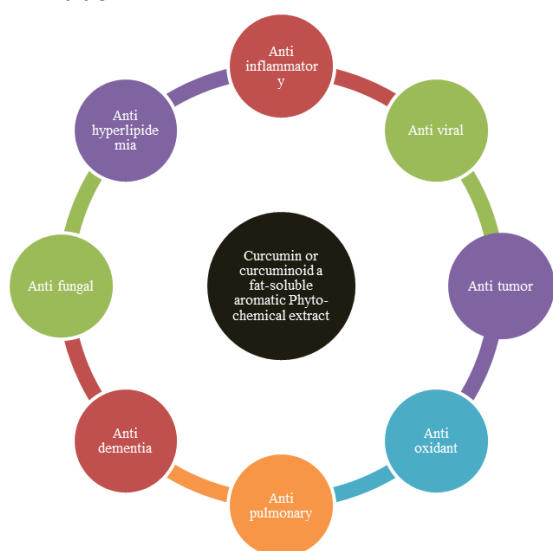 Anti
inflammator
y
Anti viral
Anti tumor
Anti
oxidant
Anti
pulmonary
Anti
dementia
Anti fungal
Anti
hyperlipide
mia
Curcumin or
curcuminoid a
fat-soluble
aromatic Phyto-
chemical extract